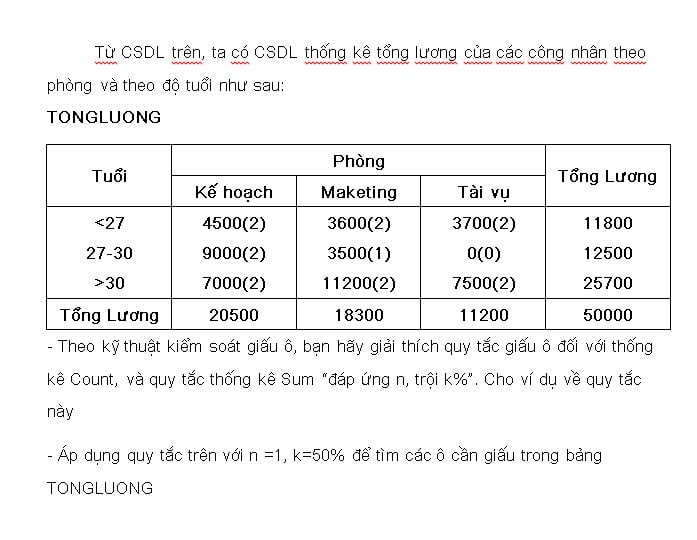 Từ CSDL trên, ta có CSDL thống kê tổng lương của các công nhân theo
phòng và theo độ tuổi như sau:
TONGLUONG
Tuổi Phòng Tổng Lương
Kế hoạch Maketing Tài vụ
<27 4500(2) 3600(2) 3700(2) 11800
27-30 9000(2) 3500(1) 0(0) 12500
>30 7000(2) 11200(2) 7500(2) 25700
Tổng Lương 20500 18300 11200 50000
- Theo kỹ thuật kiểm soát giấu ô, bạn hãy giải thích quy tắc giấu ô đối với thống
kê Count, và quy tắc thống kê Sum “đáp ứng n, trội k%”. Cho ví dụ về quy tắc
này
- Áp dụng quy tắc trên với n =1, k=50% để tìm các ô cần giấu trong bảng
TONGLUONG